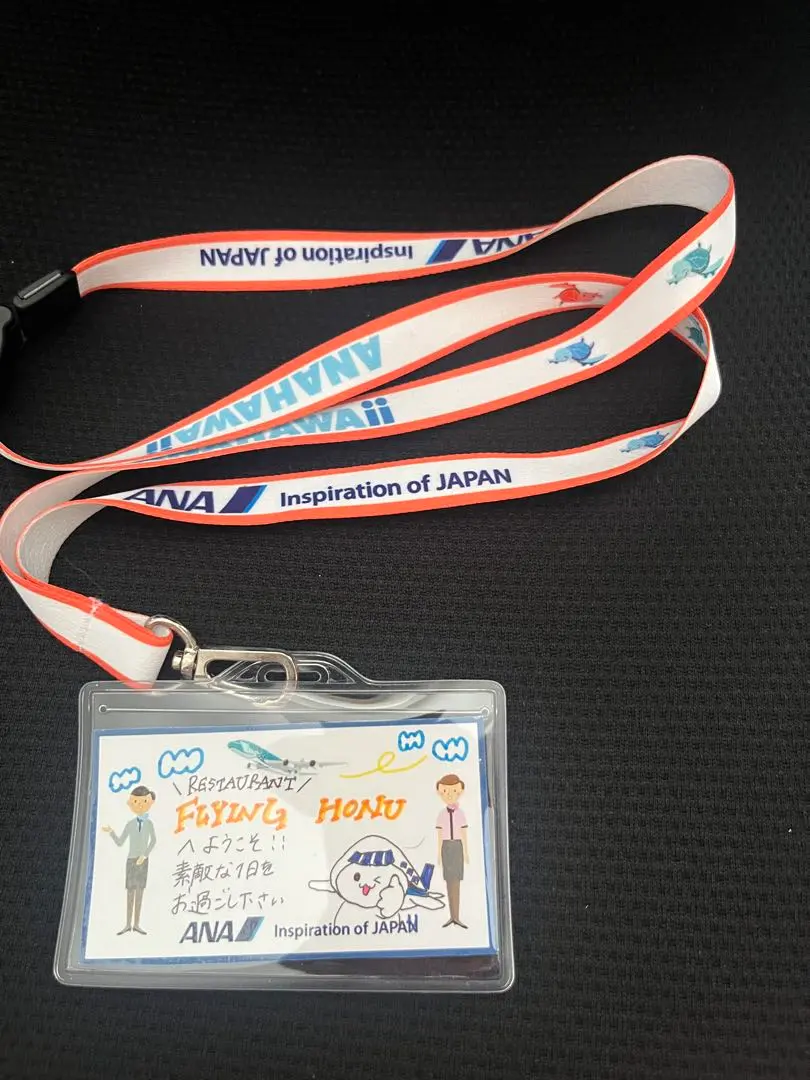 Inspiration of JAPAN ANA
ANAHAWAii
ANAHAWAii
ANA Inspiration of JAPAN
\RESTAURANT/
FLYING HONU
へようこそ!!
素敵な1日を
お過ごし下さい
ANA Inspiration of JAPAN